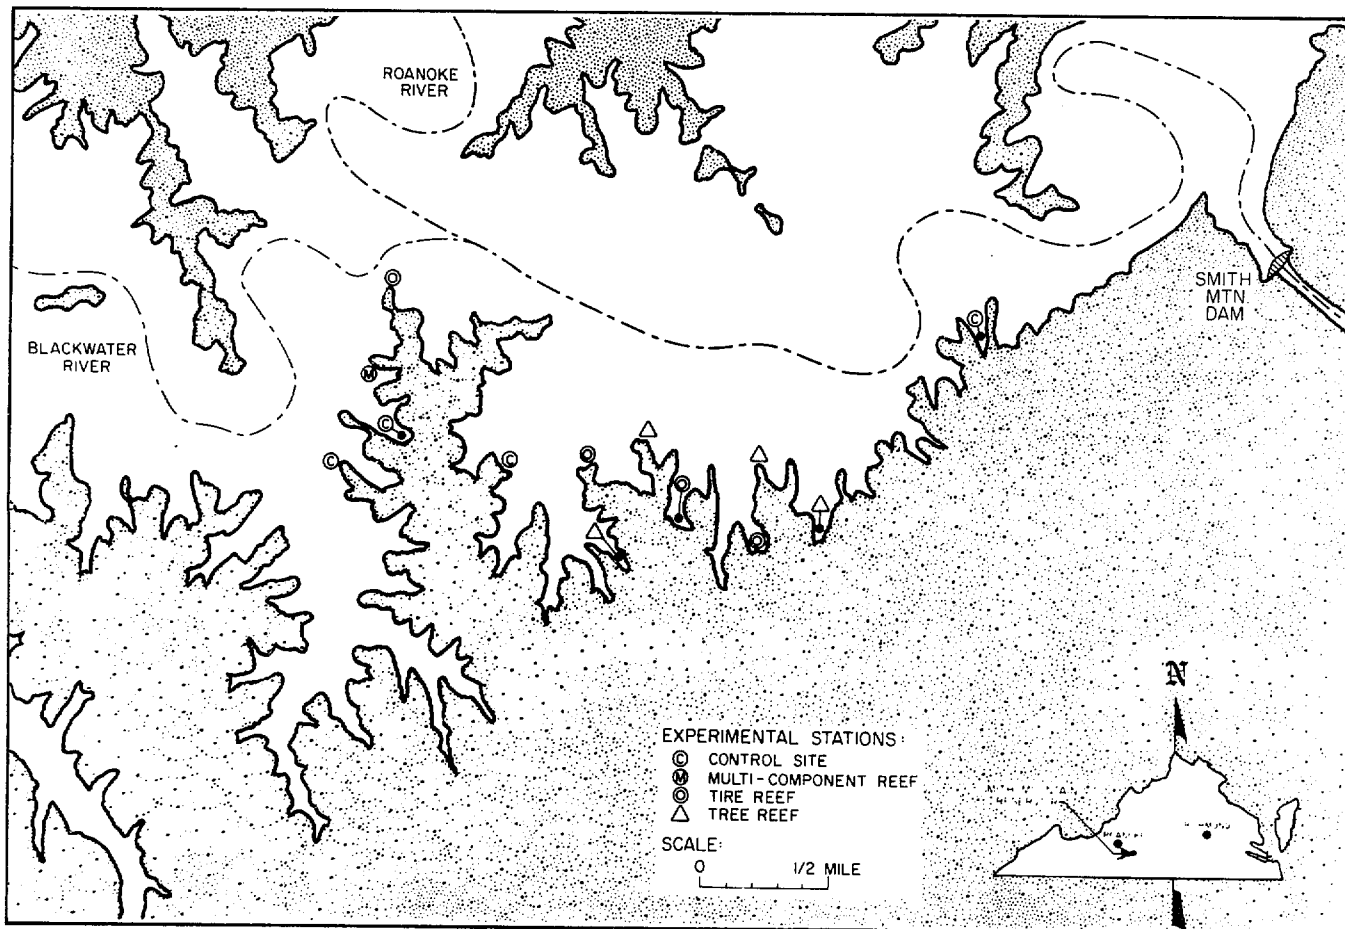 ROANOKE
RIVER
SMITH
MTN.
DAM
BLACKWATER
RIVER
C
M
C
C
C
C
N
EXPERIMENTAL STATIONS:
C CONTROL SITE
M MULTI-COMPONENT REEF
TIRE REEF
TREE REEF
SCALE:
0 1/2 MILE